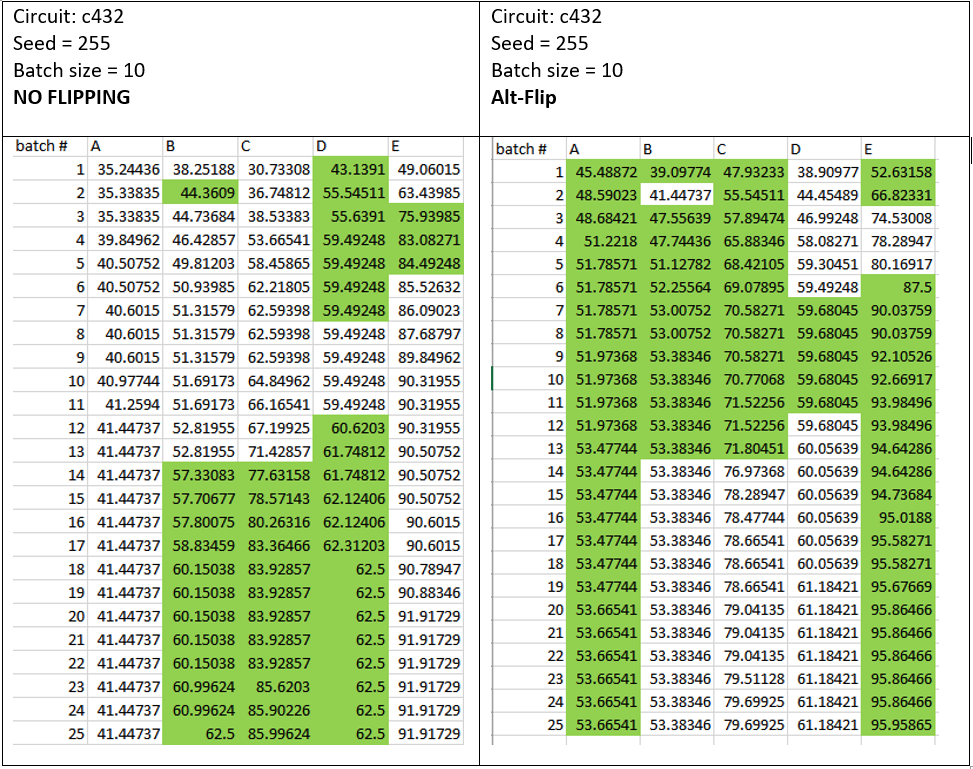 Circuit: c432
Seed = 255
Batch size = 10
NO FLIPPING
batch # A B C D E
1 35.24436 38.25188 30.73308 43.1391 49.06015
2 35.33835 44.3609 36.74812 55.54511 63.43985
3 35.33835 44.73684 38.53383 55.6391 75.93985
4 39.84962 46.42857 53.66541 59.49248 83.08271
5 40.50752 49.81203 58.45865 59.49248 84.49248
6 40.50752 50.93985 62.21805 59.49248 85.52632
7 40.6015 51.31579 62.59398 59.49248 86.09023
8 40.6015 51.31579 62.59398 59.49248 87.68797
9 40.6015 51.31579 62.59398 59.49248 89.84962
10 40.97744 51.69173 64.84962 59.49248 90.31955
11 41.2594 51.69173 66.16541 59.49248 90.31955
12 41.44737 52.81955 67.19925 60.6203 90.31955
13 41.44737 52.81955 71.42857 61.74812 90.50752
14 41.44737 57.33083 77.63158 61.74812 90.50752
15 41.44737 57.70677 78.57143 62.12406 90.50752
16 41.44737 57.80075 80.26316 62.12406 90.6015
17 41.44737 58.83459 83.36466 62.31203 90.6015
18 41.44737 60.15038 83.92857 62.5 90.78947
19 41.44737 60.15038 83.92857 62.5 90.88346
20 41.44737 60.15038 83.92857 62.5 91.91729
21 41.44737 60.15038 83.92857 62.5 91.91729
22 41.44737 60.15038 83.92857 62.5 91.91729
23 41.44737 60.99624 85.6203 62.5 91.91729
24 41.44737 60.99624 85.90226 62.5 91.91729
25 41.44737 62.5 85.99624 62.5 91.91729
Circuit: c432
Seed = 255
Batch size = 10
Alt-Flip
batch # A B C D E
1 45.48872 39.09774 47.93233 38.90977 52.63158
2 48.59023 41.44737 55.54511 44.45489 66.82331
3 48.68421 47.55639 57.89474 46.99248 74.53008
4 51.2218 47.74436 65.88346 58.08271 78.28947
5 51.78571 51.12782 68.42105 59.30451 80.16917
6 51.78571 52.25564 69.07895 59.49248 87.5
7 51.78571 53.00752 70.58271 59.68045 90.03759
8 51.78571 53.00752 70.58271 59.68045 90.03759
9 51.97368 53.38346 70.58271 59.68045 92.10526
10 51.97368 53.38346 70.77068 59.68045 92.66917
11 51.97368 53.38346 71.52256 59.68045 93.98496
12 51.97368 53.38346 71.52256 59.68045 93.98496
13 53.47744 53.38346 71.80451 60.05639 94.64286
14 53.47744 53.38346 76.97368 60.05639 94.64286
15 53.47744 53.38346 78.28947 60.05639 94.73684
16 53.47744 53.38346 78.47744 60.05639 95.0188
17 53.47744 53.38346 78.66541 60.05639 95.58271
18 53.47744 53.38346 78.66541 60.05639 95.58271
19 53.47744 53.38346 78.66541 61.18421 95.67669
20 53.66541 53.38346 79.04135 61.18421 95.86466
21 53.66541 53.38346 79.04135 61.18421 95.86466
22 53.66541 53.38346 79.04135 61.18421 95.86466
23 53.66541 53.38346 79.51128 61.18421 95.86466
24 53.66541 53.38346 79.69925 61.18421 95.86466
25 53.66541 53.38346 79.69925 61.18421 95.95865